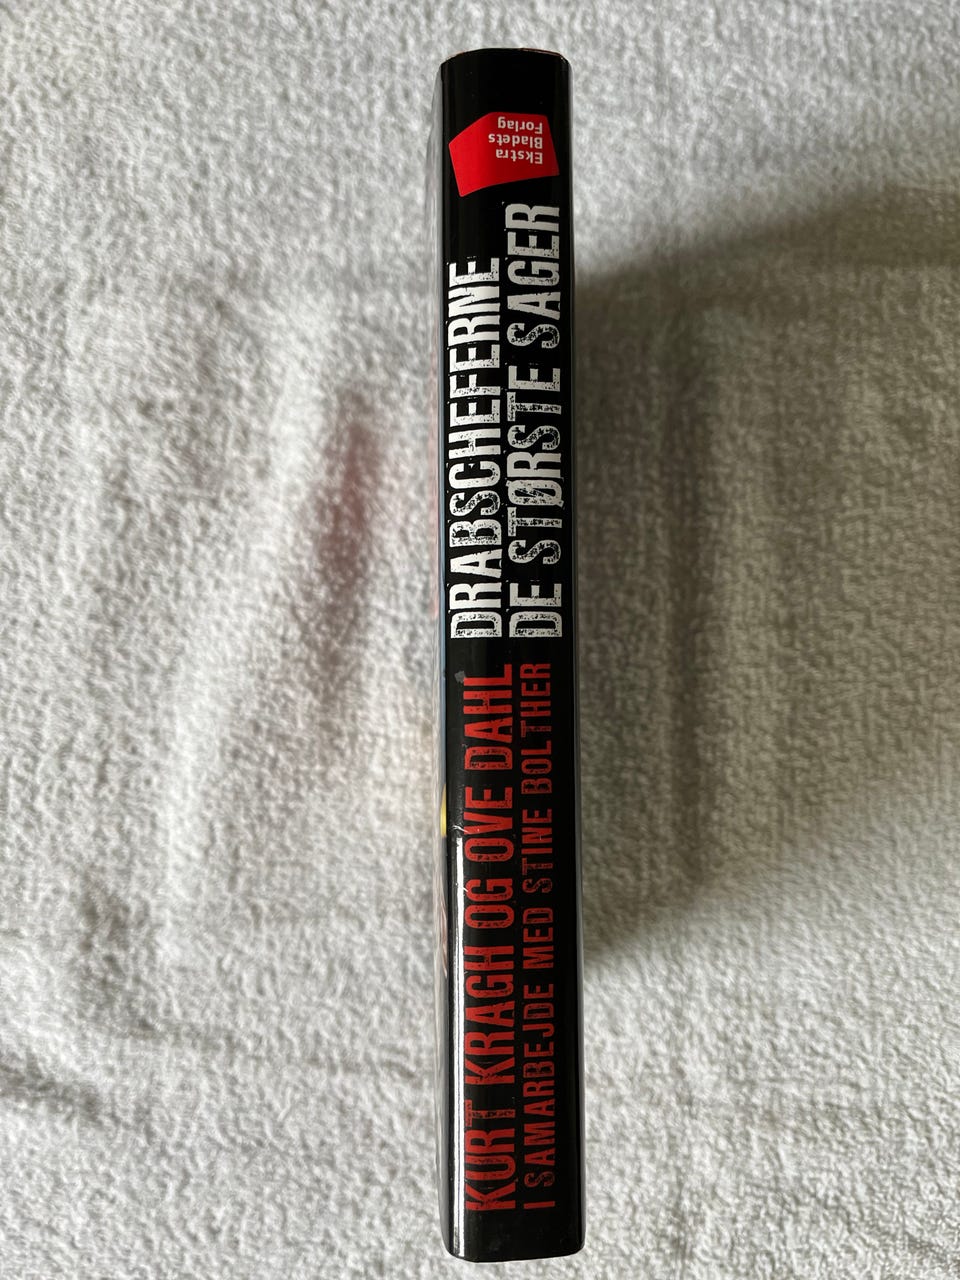 KURT KRAGH OG OVE DAHL
I SAMARBEJDE MED STINE BOLTHER
DRABSCHEFERNE
DE STØRSTE SAGER
Ekstra
Bladets
Forlag